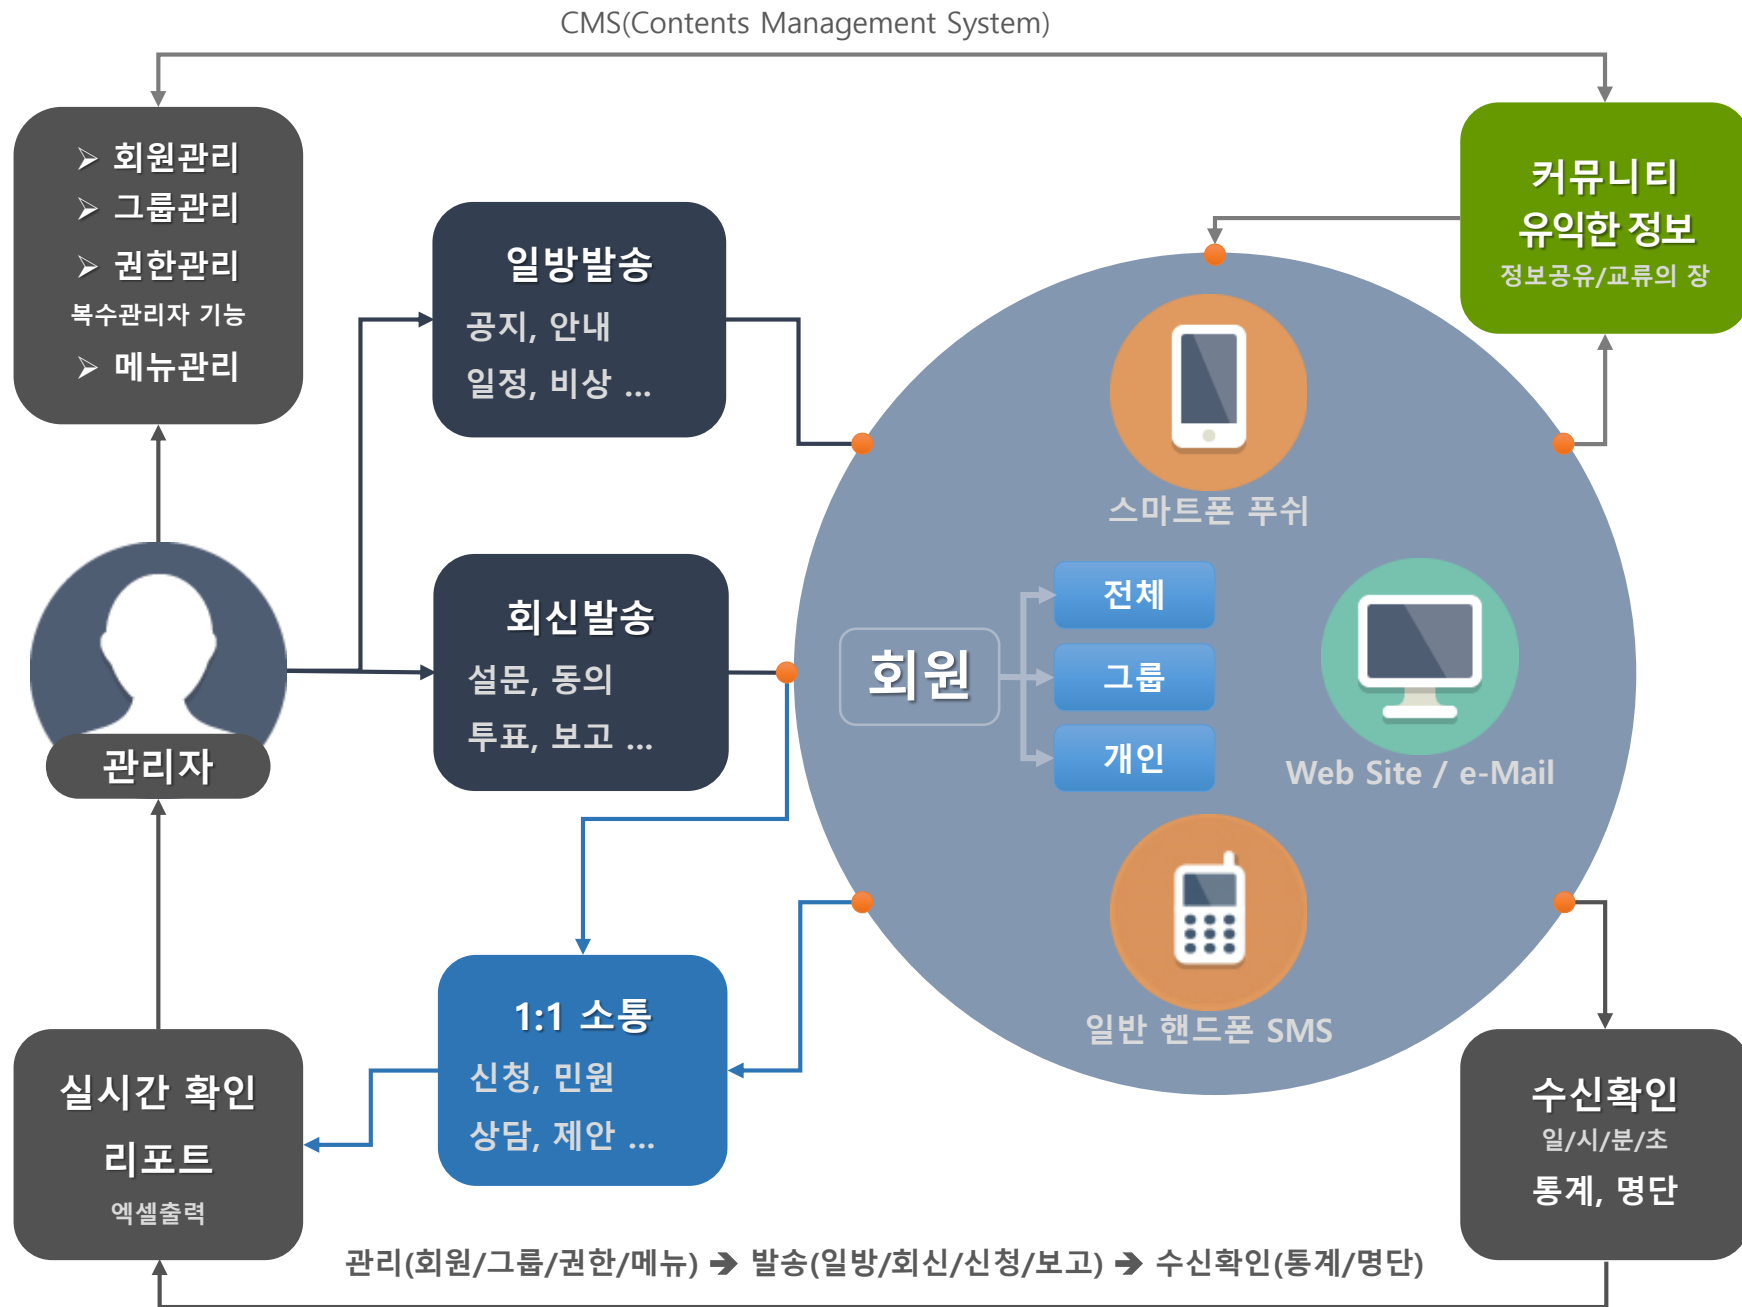 CMS(Contents Management System)
회원관리
그룹관리
권한관리
복수관리자 기능
메뉴관리
일방발송
공지, 안내
일정, 비상 ...
커뮤니티
유익한 정보
정보공유/교류의 장
스마트폰 푸쉬
회신발송
설문, 동의
투표, 보고 ...
회원
전체
그룹
개인
Web Site / e-Mail
관리자
일반 핸드폰 SMS
1:1 소통
신청, 민원
상담, 제안 ...
실시간 확인
리포트
엑셀출력
수신확인
일/시/분/초
통계, 명단
관리(회원/그룹/권한/메뉴) ➔ 발송(일방/회신/신청/보고) ➔ 수신확인(통계/명단)